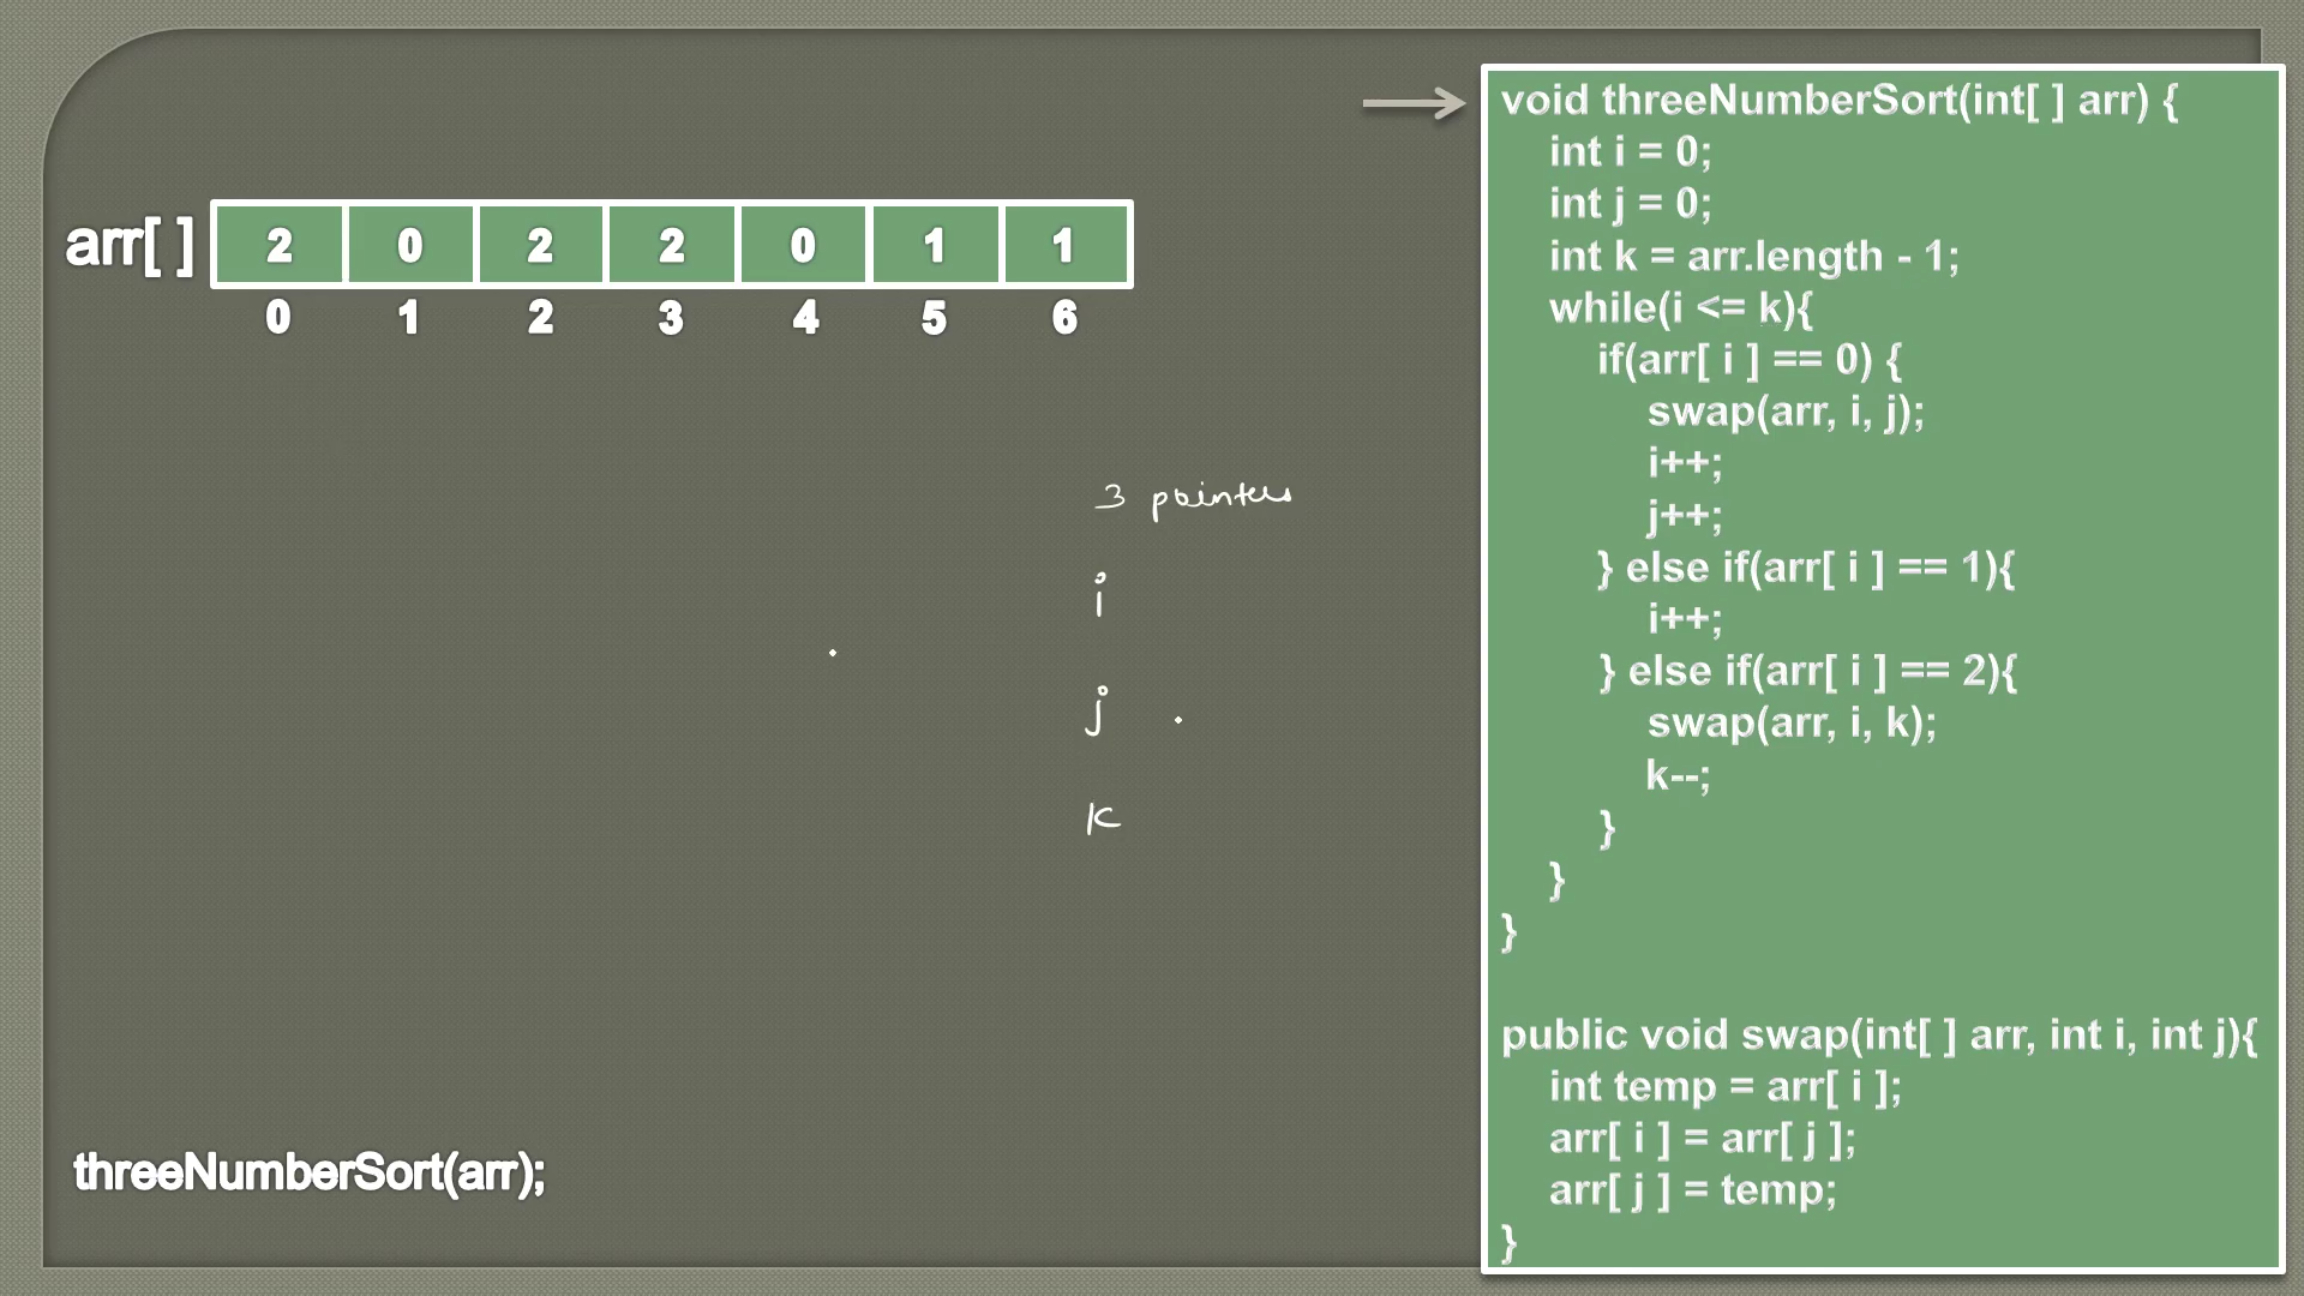 arr[ ] 2 0 2 2 0 1 1
0 1 2 3 4 5 6
3 pointers
i
j
k
threeNumberSort(arr);
void threeNumberSort(int[ ] arr) {
int i = 0;
int j = 0;
int k = arr.length - 1;
while(i <= k){
if(arr[ i ] == 0) {
swap(arr, i, j);
i++;
j++;
} else if(arr[ i ] == 1){
i++;
} else if(arr[ i ] == 2){
swap(arr, i, k);
k--;
}
}
}
public void swap(int[ ] arr, int i, int j){
int temp = arr[ i ];
arr[ i ] = arr[ j ];
arr[ j ] = temp;
}